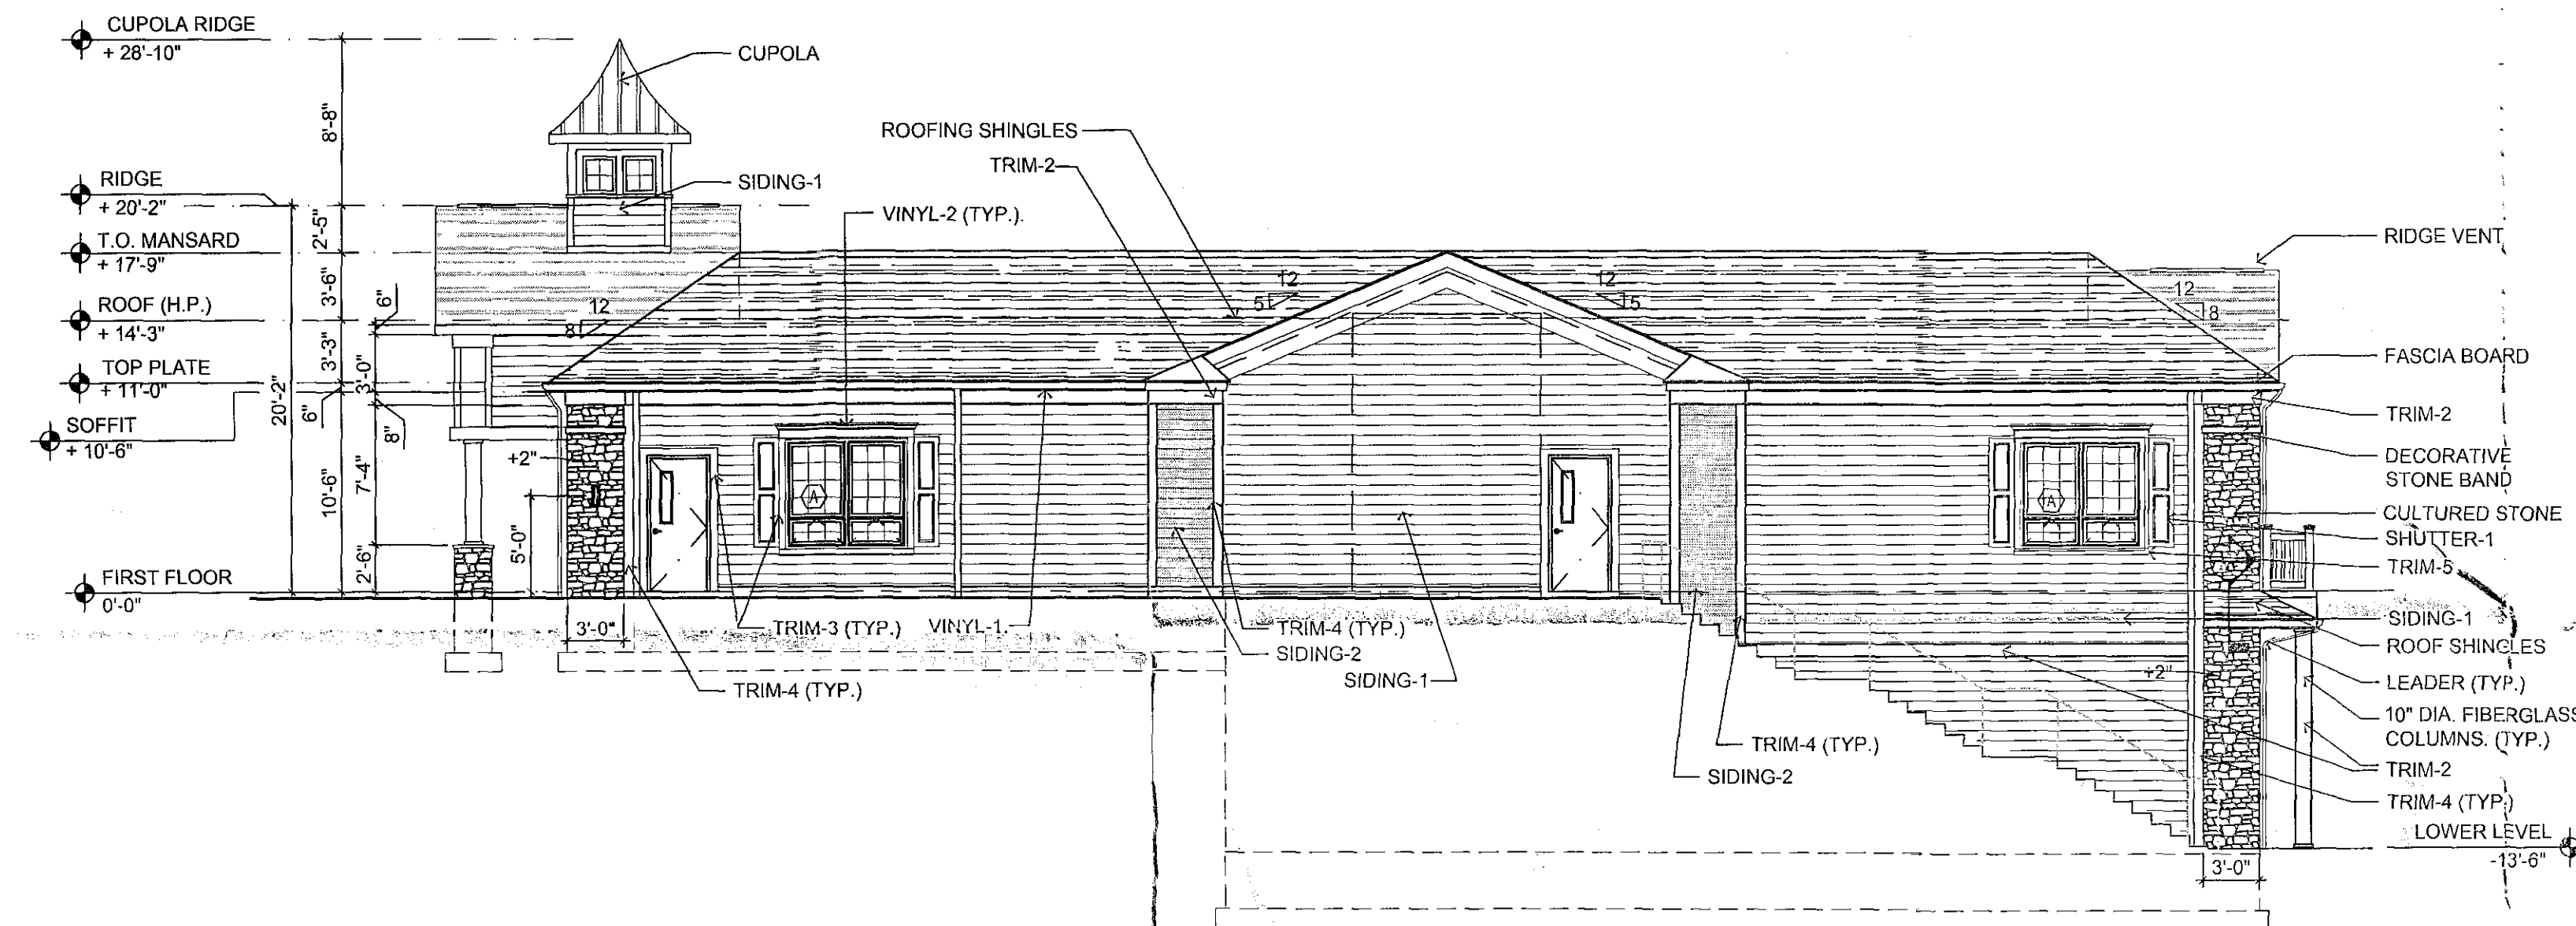 CUPOLA RIDGE
+ 28'-10"
RIDGE
+ 20'-2"
T.O. MANSARD
+ 17'-9"
ROOF (H.P.)
+ 14'-3"
TOP PLATE
+ 11'-0"
SOFFIT
+ 10'-6"
FIRST FLOOR
0'-0"
20'-2"
8'-8"
2'-5"
3'-6"
3'-3"
6"
10'-6"
6"
3'-0"
8"
7'-4"
2'-6"
+2"
5'-0"
3'-0"
CUPOLA
SIDING-1
ROOFING SHINGLES
TRIM-2
VINYL-2 (TYP.).
12
8
12
5
12
5
12
8
A
A
TRIM-3 (TYP.)
VINYL-1.
TRIM-4 (TYP.)
TRIM-4 (TYP.)
SIDING-2
SIDING-1
TRIM-4 (TYP.)
SIDING-2
+2"
RIDGE VENT
FASCIA BOARD
TRIM-2
DECORATIVE
STONE BAND
CULTURED STONE
SHUTTER-1
TRIM-5
SIDING-1
ROOF SHINGLES
LEADER (TYP.)
10" DIA. FIBERGLASS
COLUMNS. (TYP.)
TRIM-2
TRIM-4 (TYP.)
LOWER LEVEL
-13'-6"
3'-0"